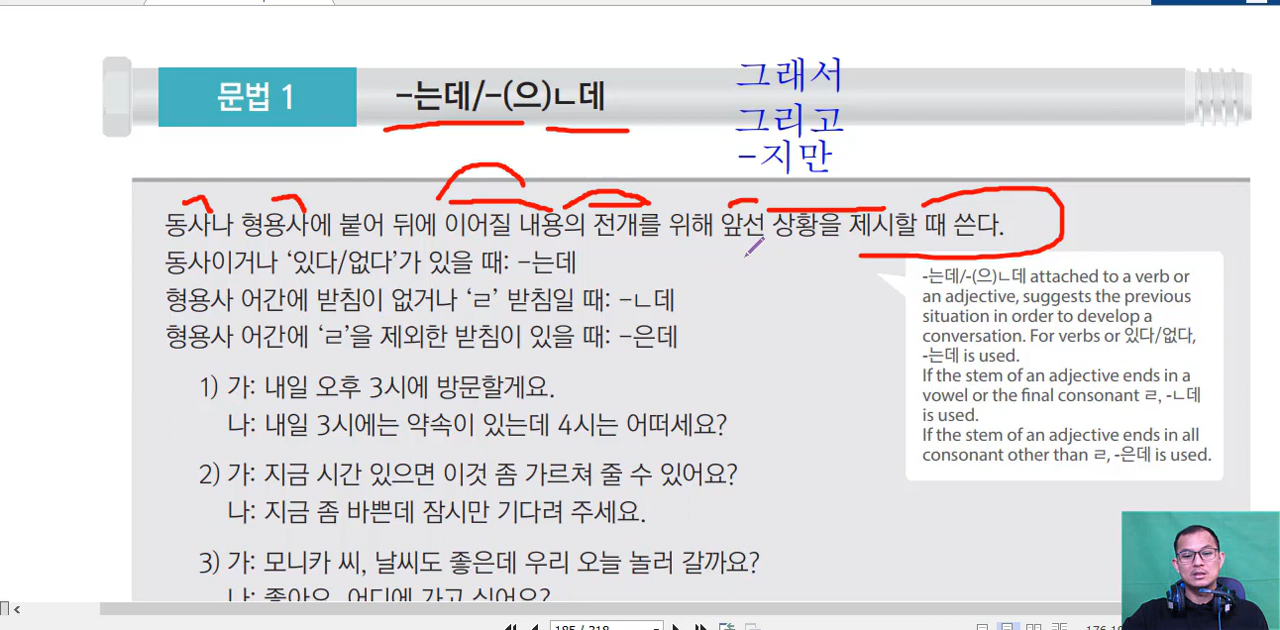 문법 1
-는데/-(으)ㄴ데
그래서
그리고
-지만
동사나 형용사에 붙어 뒤에 이어질 내용의 전개를 위해 앞선 상황을 제시할 때 쓴다.
동사이거나 ‘있다/없다’가 있을 때: -는데
형용사 어간에 받침이 없거나 ‘ㄹ’ 받침일 때: -ㄴ데
형용사 어간에 ‘ㄹ’을 제외한 받침이 있을 때: -은데
-는데/-(으)ㄴ데 attached to a verb or
an adjective, suggests the previous
situation in order to develop a
conversation. For verbs or 있다/없다,
-는데 is used.
If the stem of an adjective ends in a
vowel or the final consonant ㄹ, -ㄴ데
is used.
If the stem of an adjective ends in all
consonant other than ㄹ, -은데 is used.
1) 가: 내일 오후 3시에 방문할게요.
나: 내일 3시에는 약속이 있는데 4시는 어떠세요?
2) 가: 지금 시간 있으면 이것 좀 가르쳐 줄 수 있어요?
나: 지금 좀 바쁜데 잠시만 기다려 주세요.
3) 가: 모니카 씨, 날씨도 좋은데 우리 오늘 놀러 갈까요?
나: 좋아요. 어디에 가고 싶어요?
185 / 218